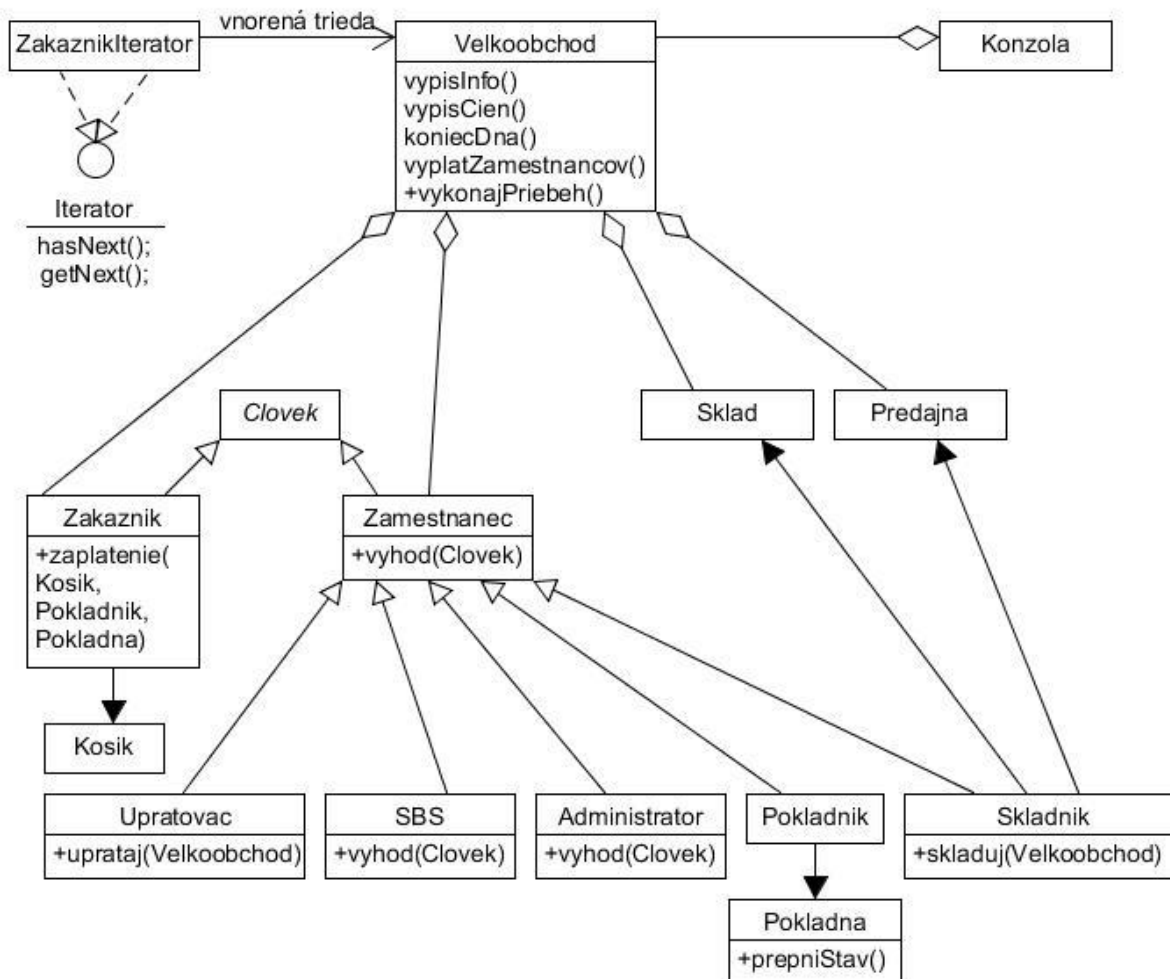 vnorená trieda
ZakaznikIterator
Velkoobchod
Konzola
vypisInfo()
vypisCien()
koniecDna()
vyplatZamestnancov()
+vykonajPriebeh()
Iterator
hasNext();
getNext();
Clovek
Sklad
Predajna
Zakaznik
+zaplatenie(
Kosik,
Pokladnik,
Pokladna)
Zamestnanec
+vyhod(Clovek)
Kosik
Upratovac
+uprataj(Velkoobchod)
SBS
+vyhod(Clovek)
Administrator
+vyhod(Clovek)
Pokladnik
Skladnik
+skladuj(Velkoobchod)
Pokladna
+prepniStav()